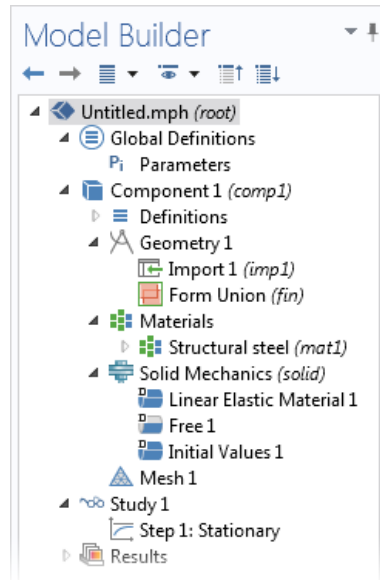 Model Builder
Untitled.mph (root)
Global Definitions
Pi Parameters
Component 1 (comp1)
Definitions
Geometry 1
Import 1 (imp1)
Form Union (fin)
Materials
Structural steel (mat1)
Solid Mechanics (solid)
D Linear Elastic Material 1
D Free 1
D Initial Values 1
Mesh 1
Study 1
Step 1: Stationary
Results